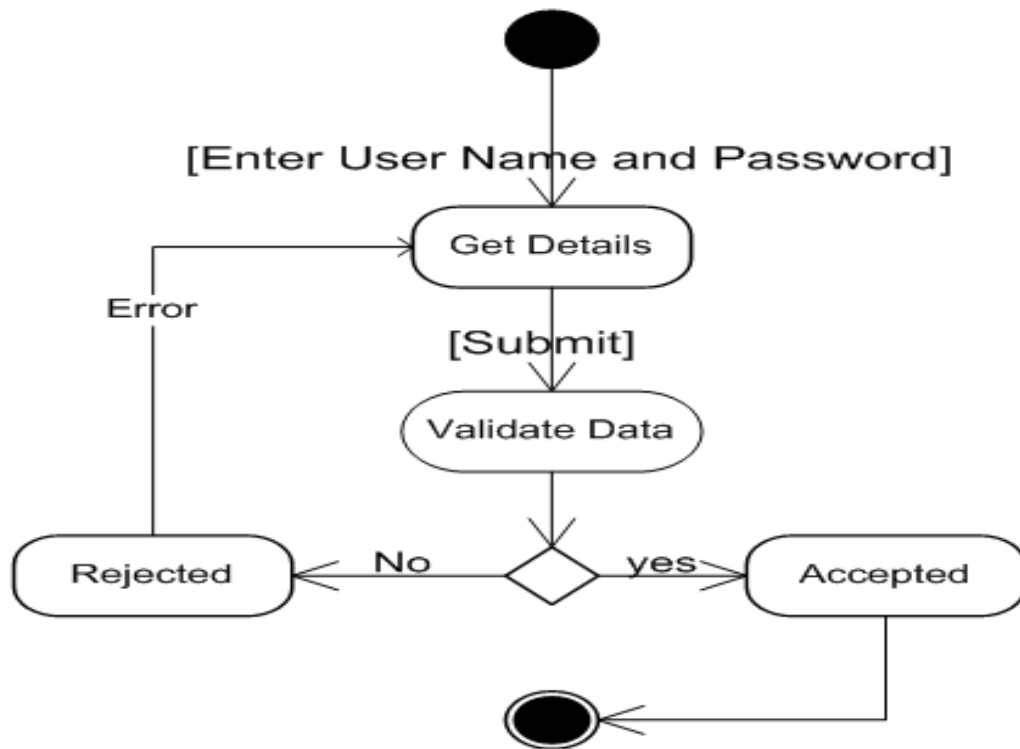 [Enter User Name and Password]
Get Details
Error
[Submit]
Validate Data
No
yes
Rejected
Accepted